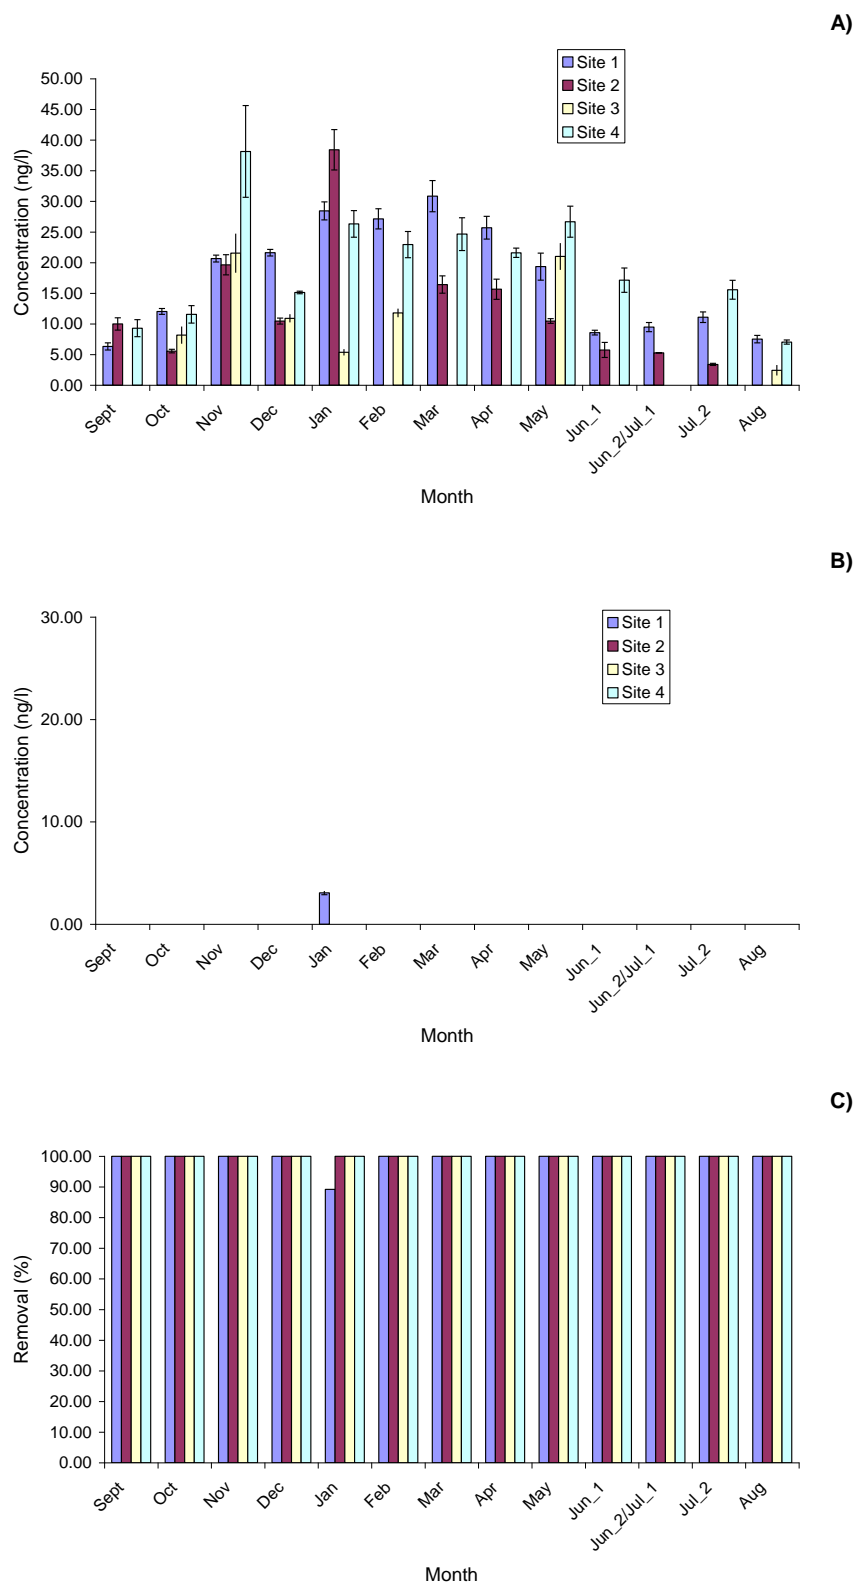 A)
Site 1
Site 2
Site 3
Site 4
50.00
45.00
40.00
35.00
30.00
25.00
20.00
15.00
10.00
5.00
0.00
Concentration (ng/l)
Sept
Oct
Nov
Dec
Jan
Feb
Mar
Apr
May
Jun_1
Jun_2/Jul_1
Jul_2
Aug
Month
B)
Site 1
Site 2
Site 3
Site 4
30.00
20.00
10.00
0.00
Concentration (ng/l)
Sept
Oct
Nov
Dec
Jan
Feb
Mar
Apr
May
Jun_1
Jun_2/Jul_1
Jul_2
Aug
Month
C)
100.00
90.00
80.00
70.00
60.00
50.00
40.00
30.00
20.00
10.00
0.00
Removal (%)
Sept
Oct
Nov
Dec
Jan
Feb
Mar
Apr
May
Jun_1
Jun_2/Jul_1
Jul_2
Aug
Month